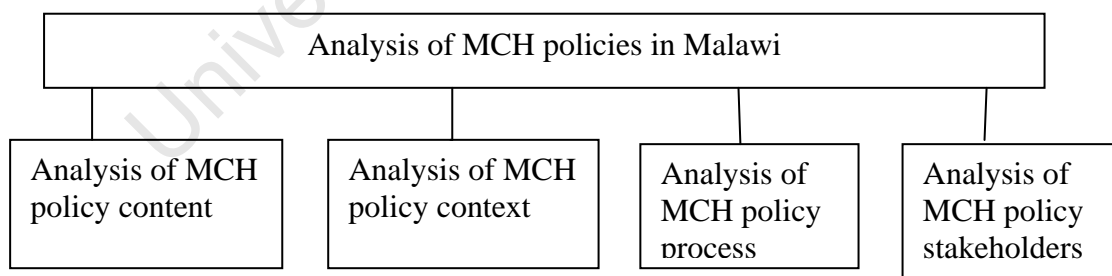 Analysis of MCH policies in Malawi
Analysis of MCH
policy content
Analysis of MCH
policy context
Analysis of
MCH policy
process
Analysis of
MCH policy
stakeholders
Unive